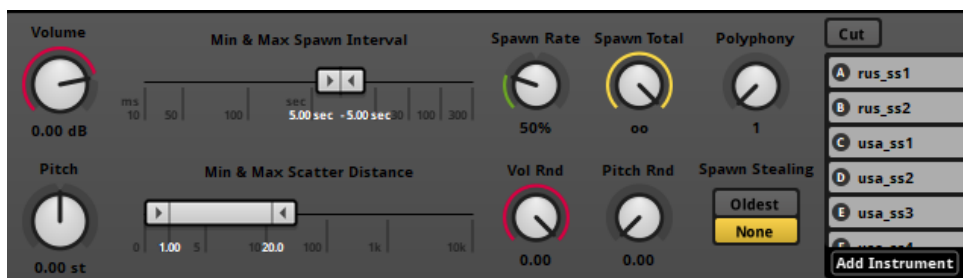 Volume
Min & Max Spawn Interval
Spawn Rate
Spawn Total
Polyphony
Cut
ms
10
50
100
sec
5.00 sec - 5.00 sec
30
100
300
0.00 dB
50%
oo
1
A rus_ss1
B rus_ss2
C usa_ss1
D usa_ss2
E usa_ss3
Pitch
Min & Max Scatter Distance
Vol Rnd
Pitch Rnd
Spawn Stealing
Oldest
None
0
1.00
5
10
20.0
100
1k
10k
0.00 st
0.00
0.00
Add Instrument